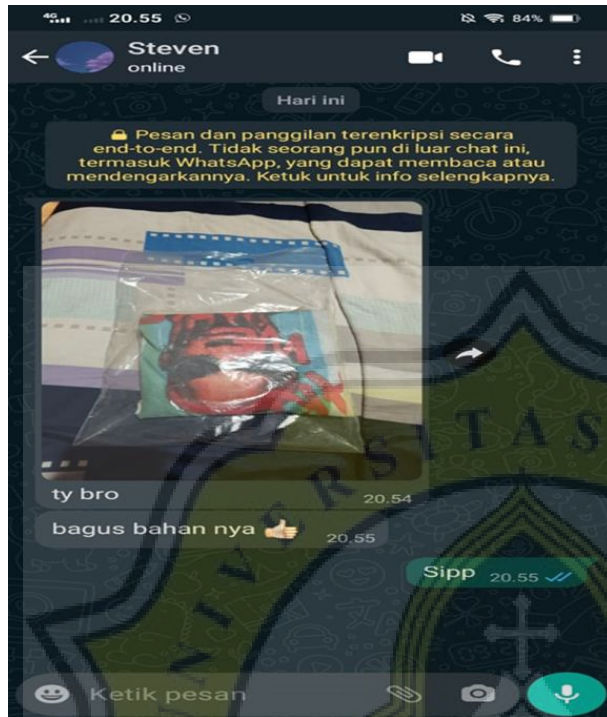 4G 20.55 84%
Steven
online
Hari ini
Pesan dan panggilan terenkripsi secara
end-to-end. Tidak seorang pun di luar chat ini,
termasuk WhatsApp, yang dapat membaca atau
mendengarkannya. Ketuk untuk info selengkapnya.
ty bro 20.54
bagus bahan nya 👍🏻 20.55
Sipp 20.55
Ketik pesan
UNIVERSITAS